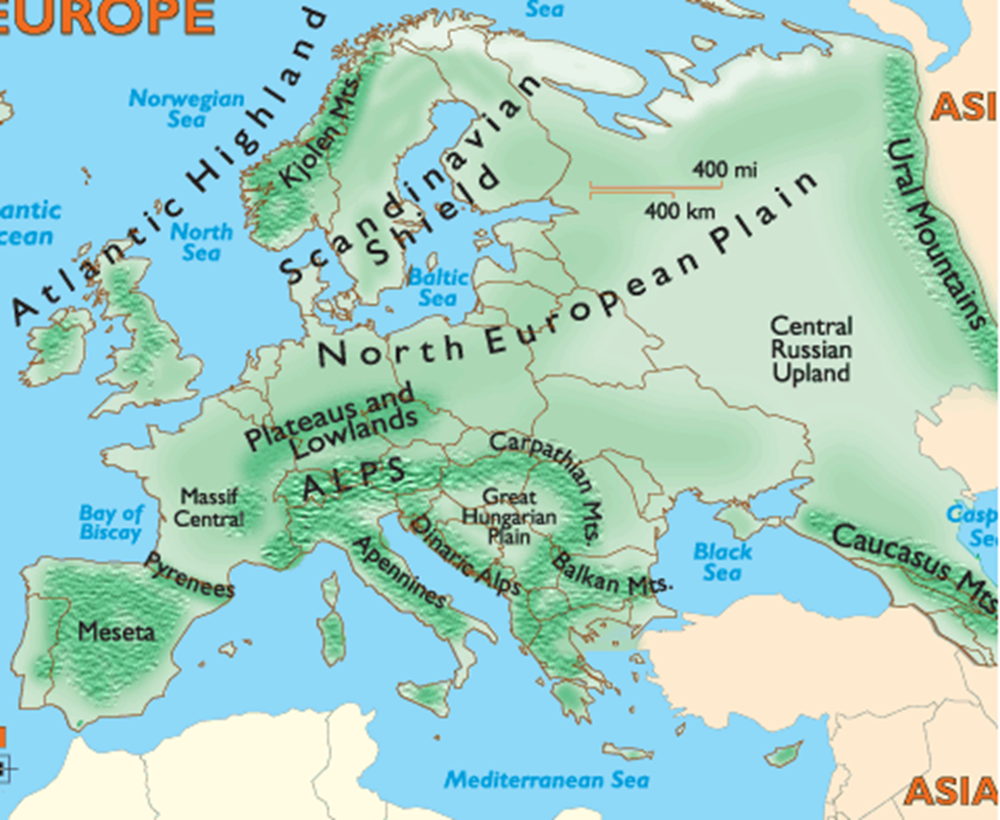 EUROPE
Sea
Norwegian
Sea
Atlantic Highland
Kjolen Mts.
Scandinavian
Shield
antic
cean
North
Sea
Baltic
Sea
400 mi
400 km
ASI
Ural Mountains
North European Plain
Central
Russian
Upland
Plateaus and
Lowlands
ALPS
Carpathian Mts.
Massif
Central
Great
Hungarian
Plain
Bay of
Biscay
Pyrenees
Apennines
Dinaric Alps
Balkan Mts.
Black
Sea
Caucasus Mts
Casp
Se
Meseta
Mediterranean Sea
ASIA